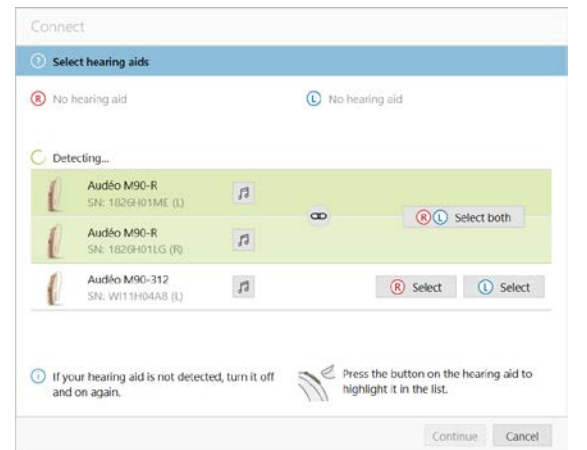 Connect
? Select hearing aids
R No hearing aid
L No hearing aid
Detecting...
Audéo M90-R
SN: 1826H01ME (L)
R L Select both
Audéo M90-R
SN: 1826H01LG (R)
Audéo M90-312
SN: WI11H04A8 (L)
R Select
L Select
i If your hearing aid is not detected, turn it off
and on again.
Press the button on the hearing aid to
highlight it in the list.
Continue
Cancel